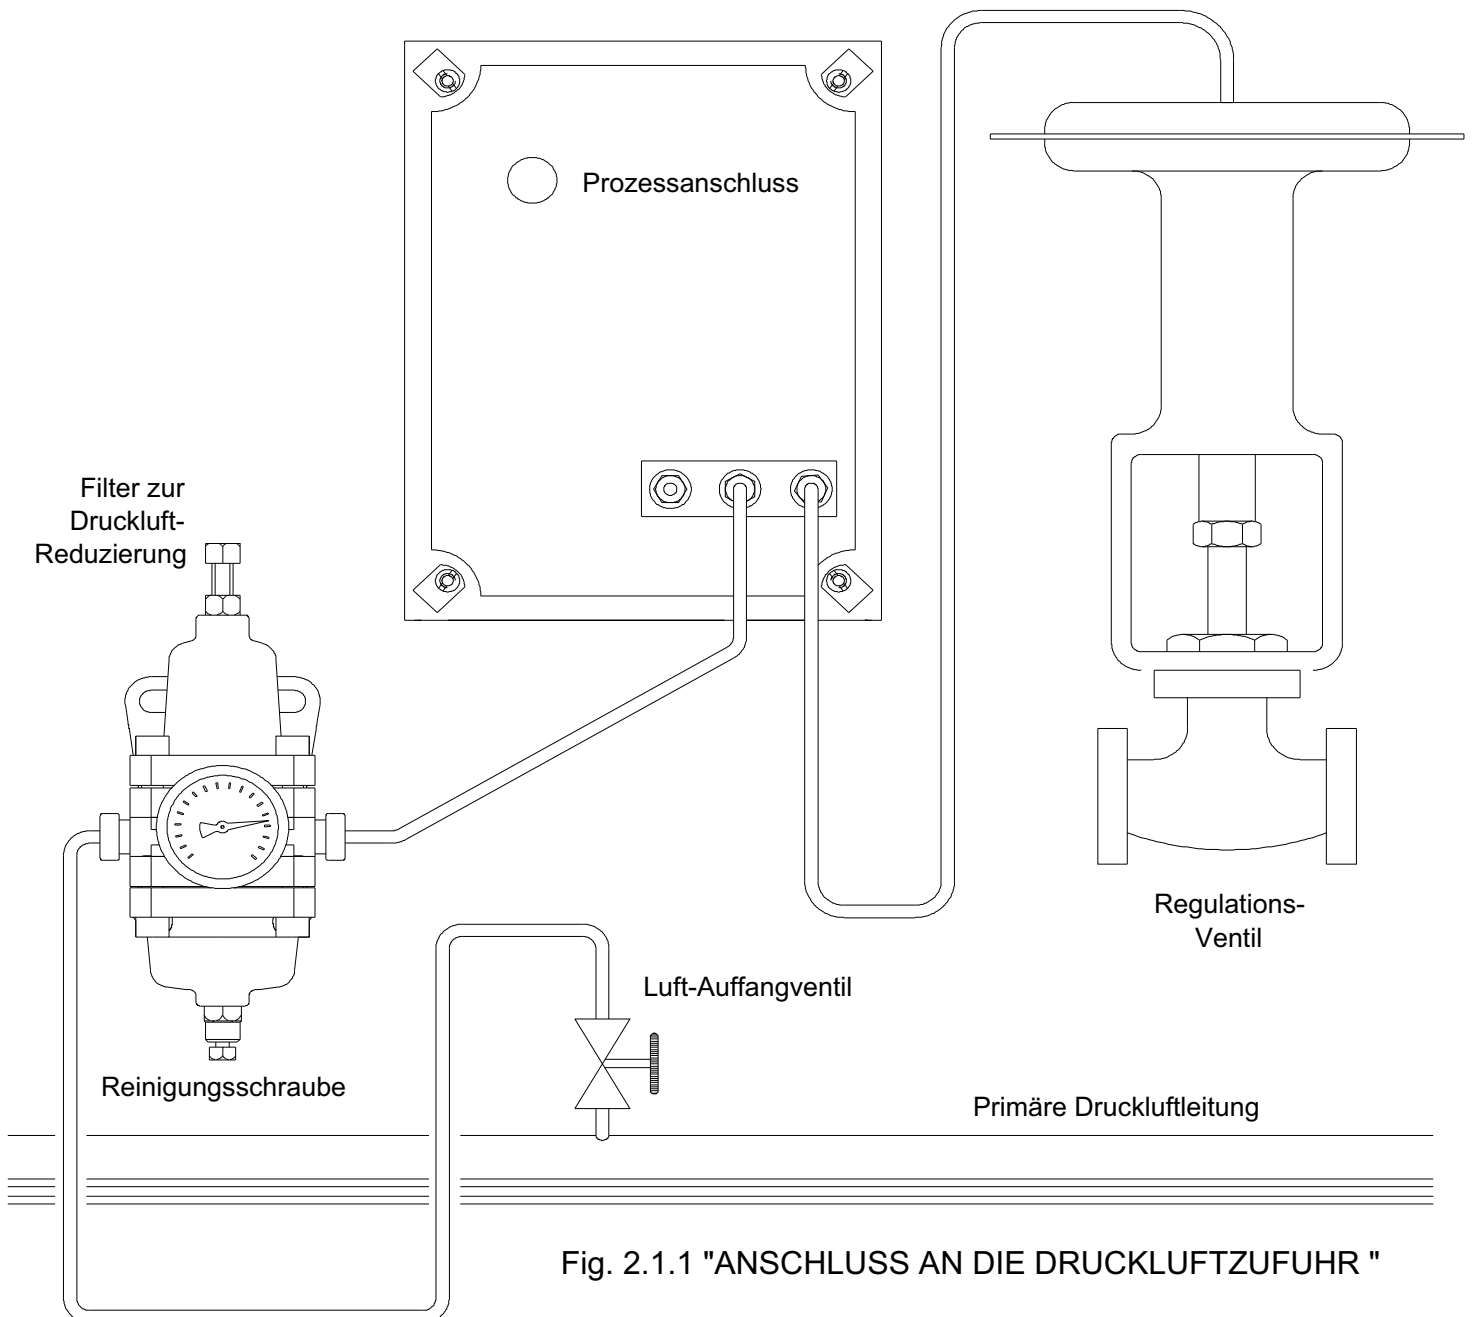 Prozessanschluss
Filter zur
Druckluft-
Reduzierung
Regulations-
Ventil
Luft-Auffangventil
Reinigungsschraube
Primäre Druckluftleitung
Fig. 2.1.1 "ANSCHLUSS AN DIE DRUCKLUFTZUFUHR "